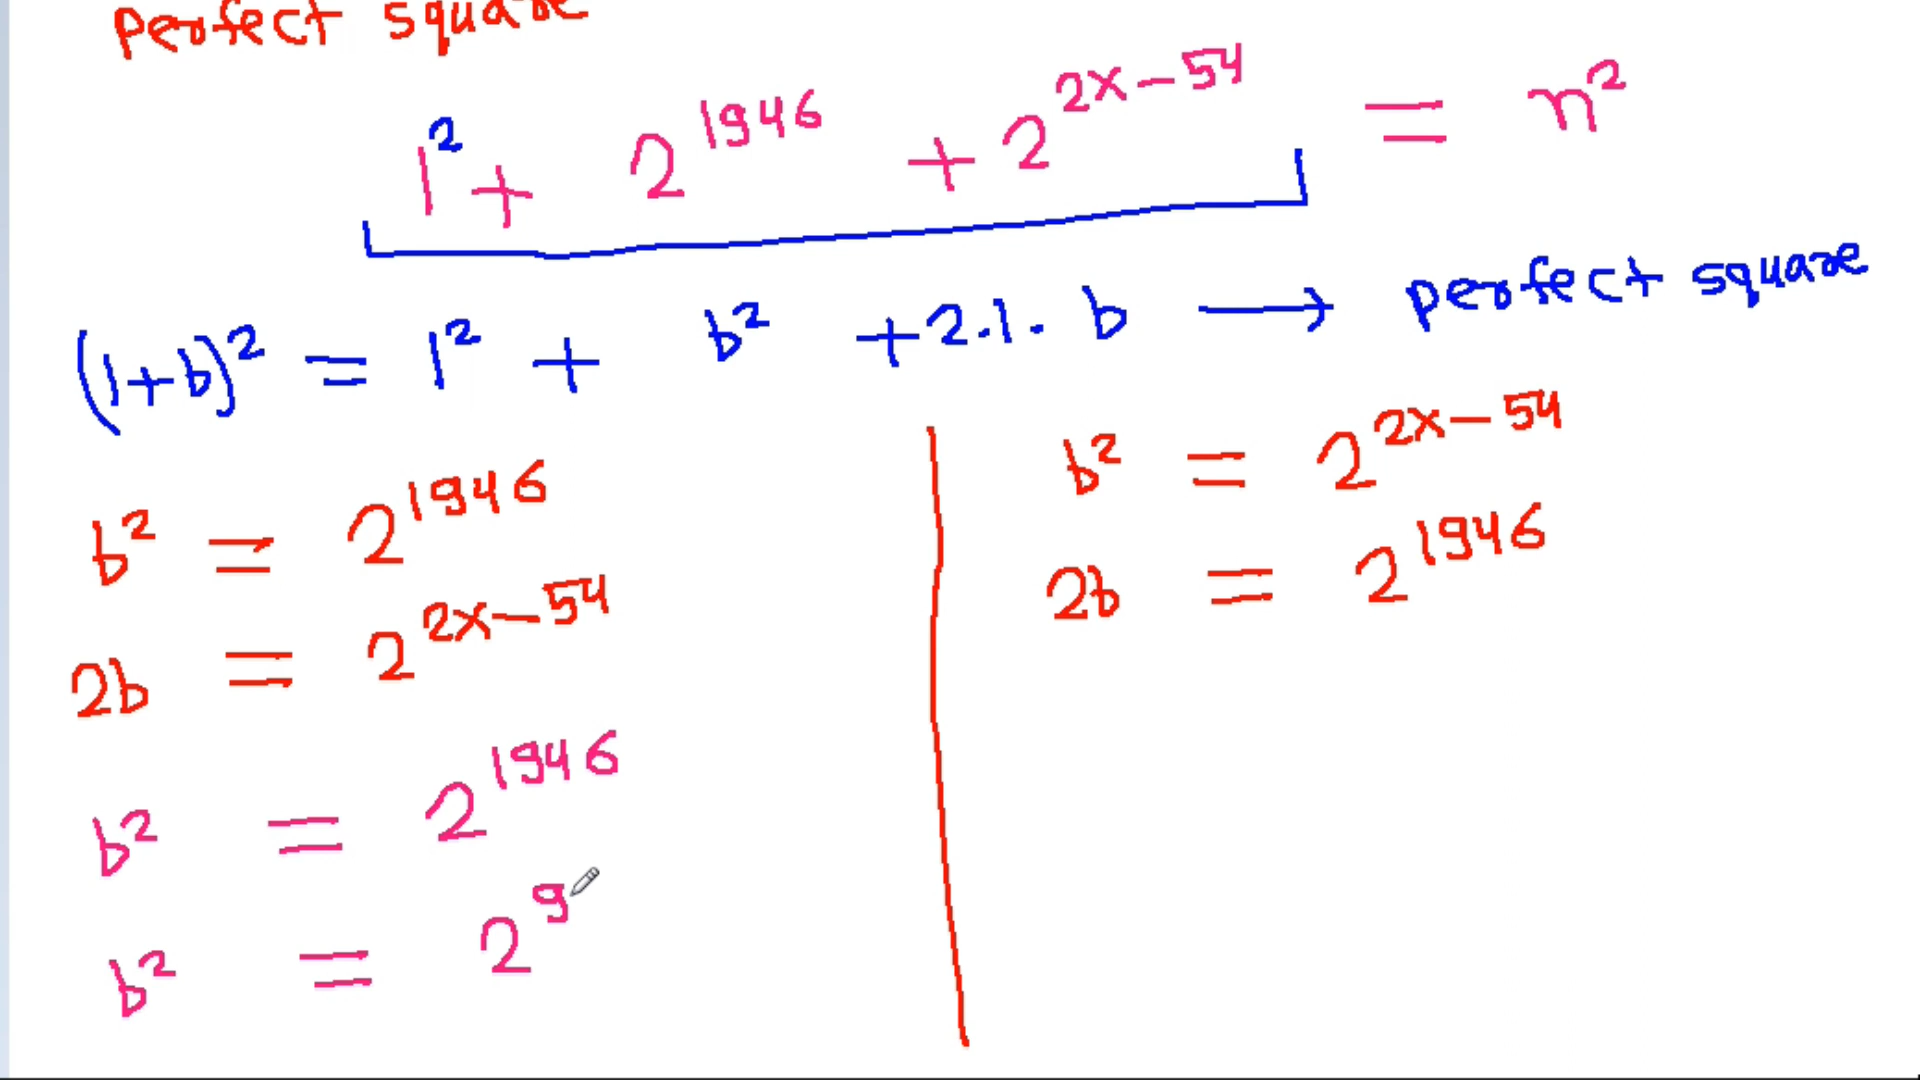 Perfect square
1² + 2^1946 + 2^(2x-54) = n²
(1+b)² = 1² + b² + 2.1.b → perfect square
b² = 2^1946
2b = 2^(2x-54)
b² = 2^1946
b² = 2^9
b² = 2^(2x-54)
2b = 2^1946